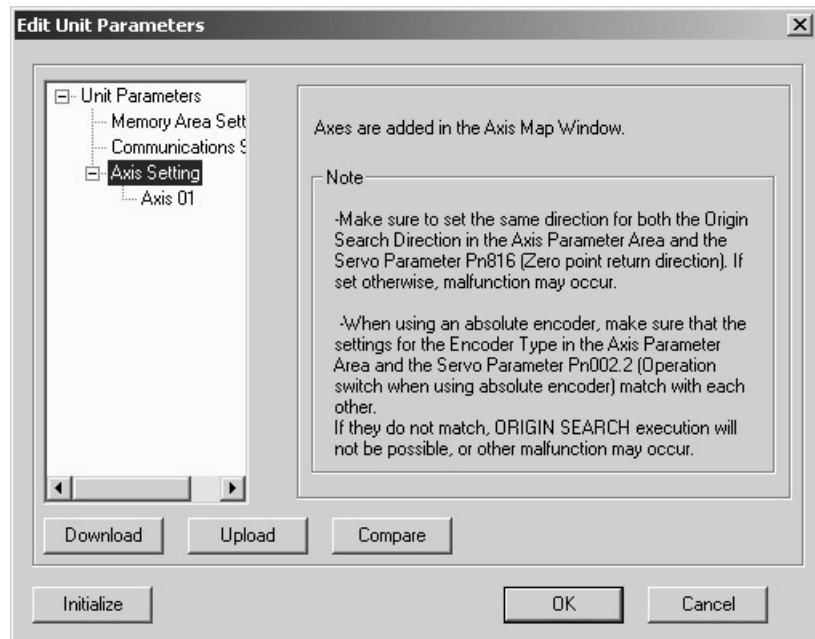 Edit Unit Parameters
Unit Parameters
Memory Area Sett
Communications S
Axis Setting
Axis 01
Axes are added in the Axis Map Window.
Note
-Make sure to set the same direction for both the Origin
Search Direction in the Axis Parameter Area and the
Servo Parameter Pn816 (Zero point return direction). If
set otherwise, malfunction may occur.
-When using an absolute encoder, make sure that the
settings for the Encoder Type in the Axis Parameter
Area and the Servo Parameter Pn002.2 (Operation
switch when using absolute encoder) match with each
other.
If they do not match, ORIGIN SEARCH execution will
not be possible, or other malfunction may occur.
Download
Upload
Compare
Initialize
OK
Cancel